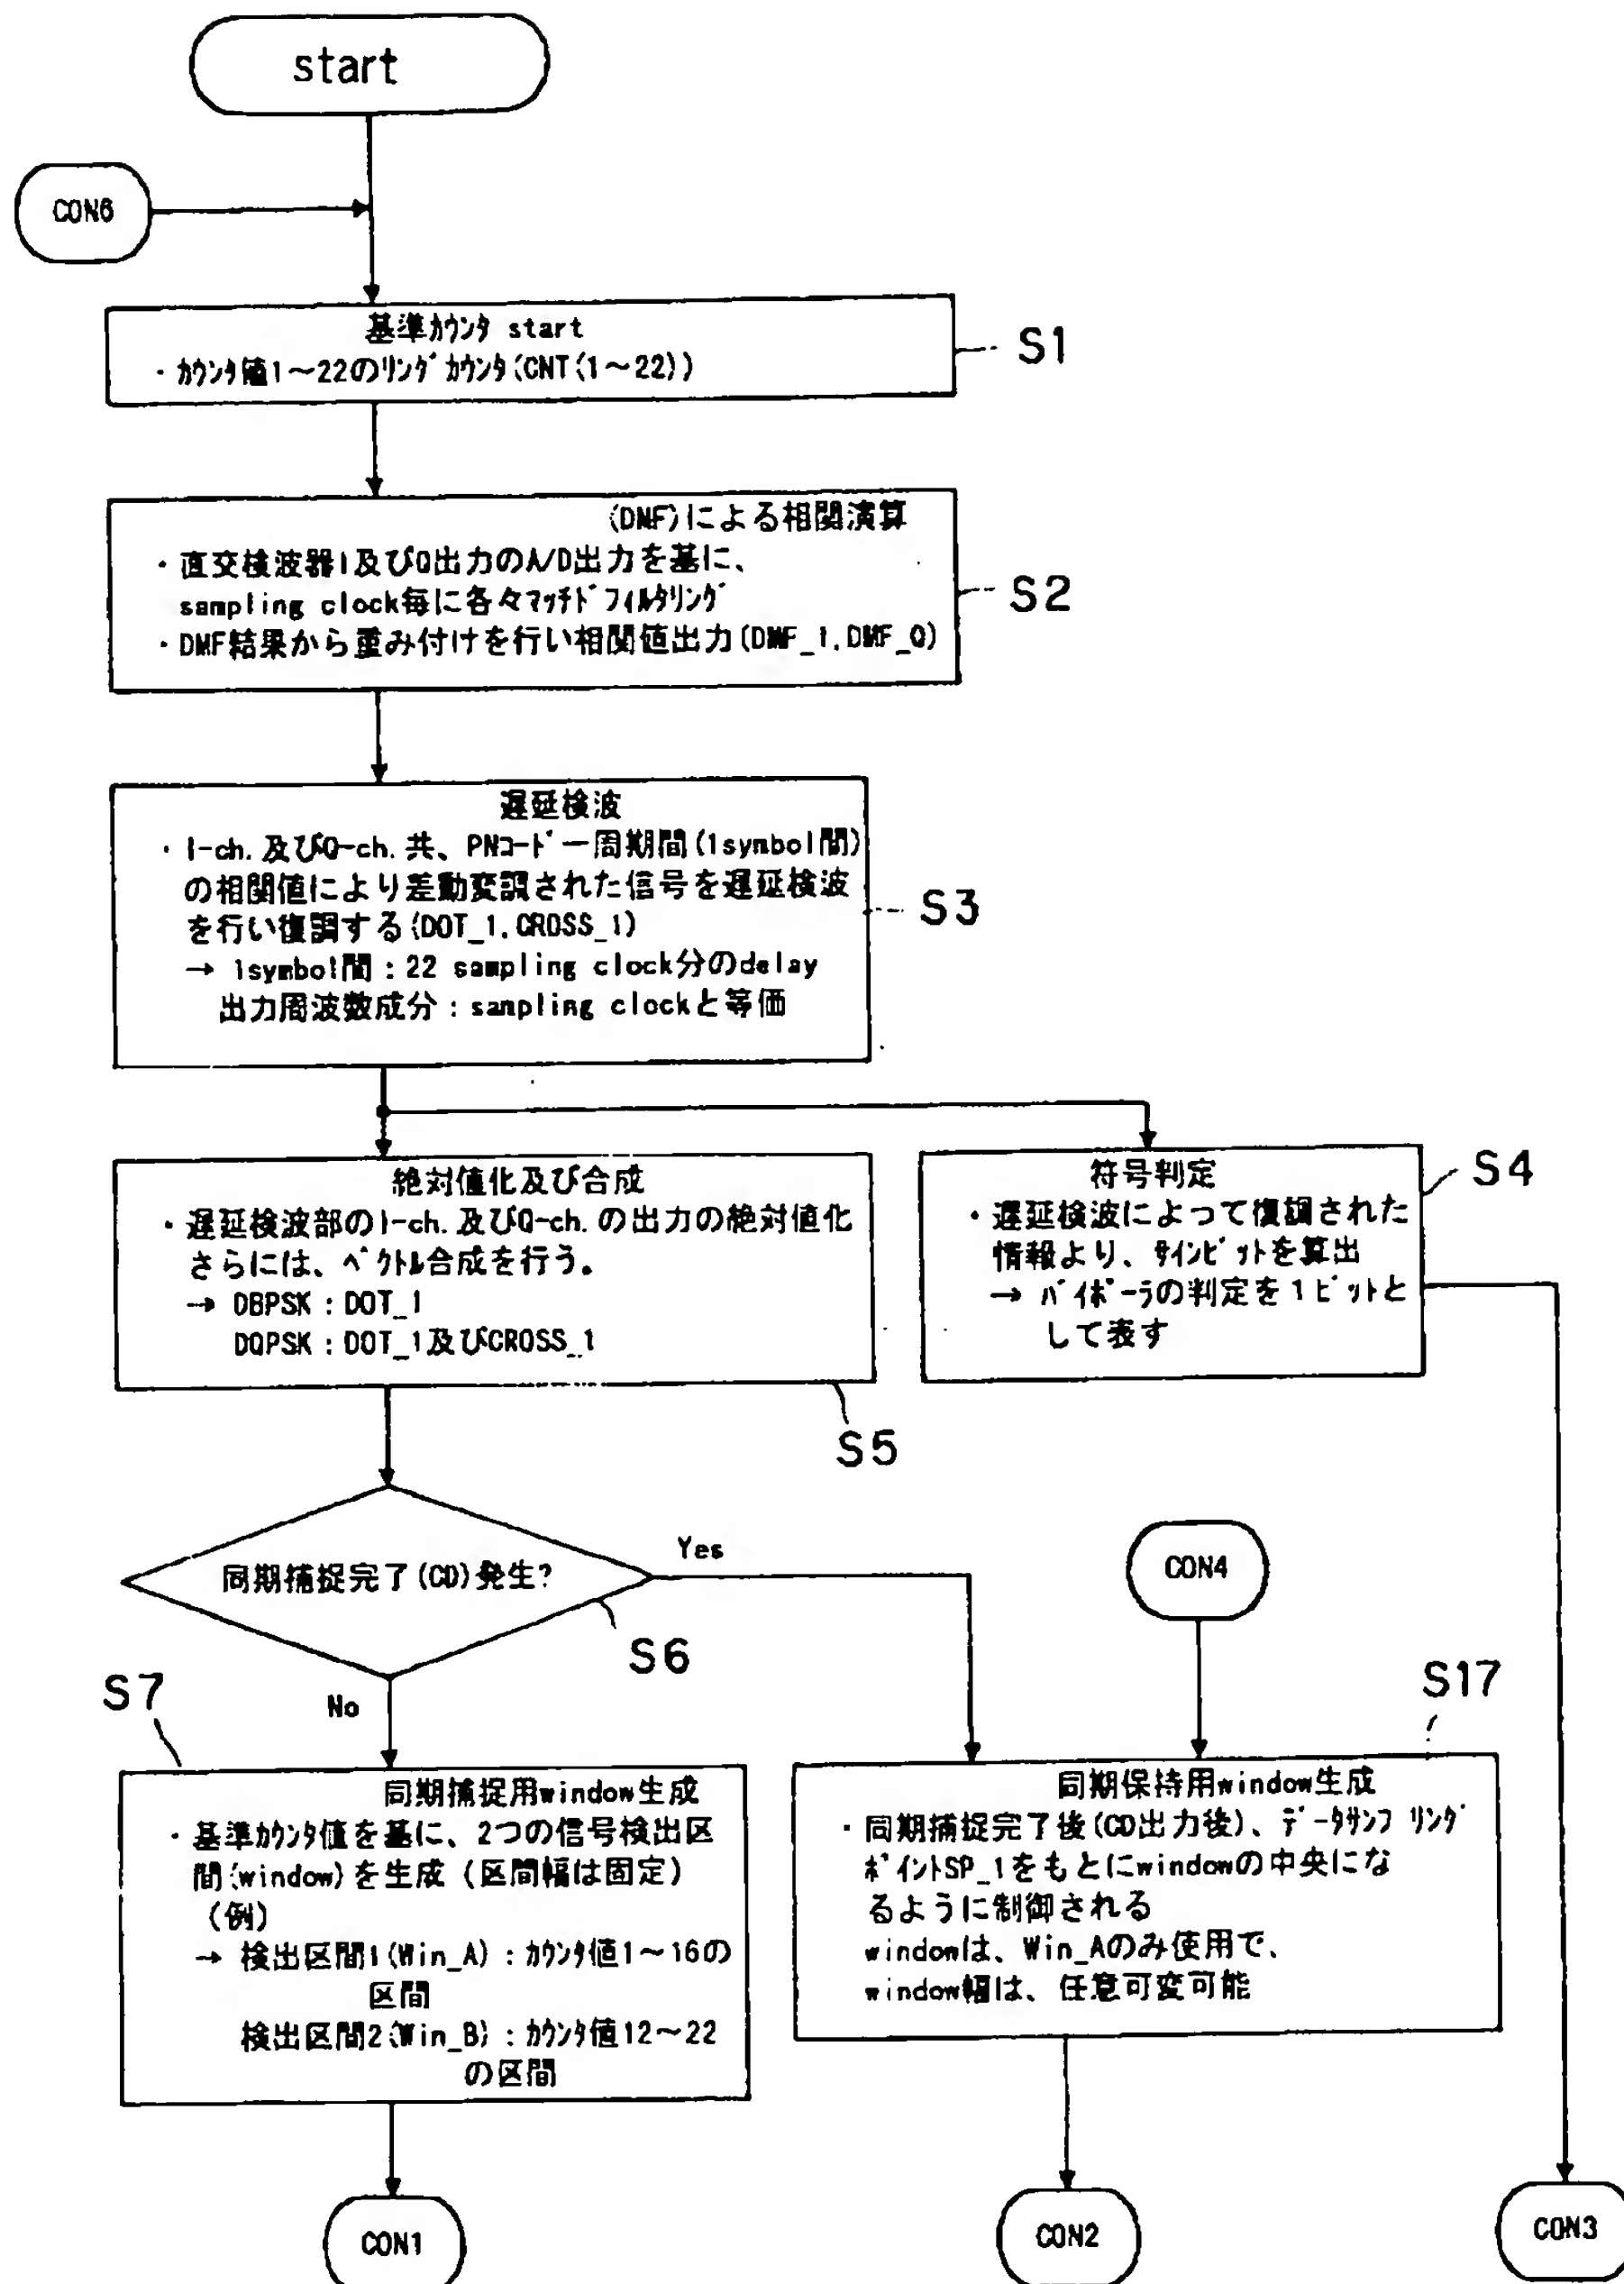 start
CON6
基準ｶｳﾝﾀ start
・ｶｳﾝﾀ値1～22のﾘﾝｸﾞｶｳﾝﾀ(CNT(1～22))
S1
(DMF)による相関演算
・直交検波器I及びQ出力のA/D出力を基に、
sampling clock毎に各々ﾏｯﾁﾄﾞﾌｨﾙﾀﾘﾝｸﾞ
・DMF結果から重み付けを行い相関値出力(DMF_1,DMF_Q)
S2
遅延検波
・I-ch.及びQ-ch.共、PNｺｰﾄﾞ一周期間(1symbol間)
の相関値により差動変調された信号を遅延検波
を行い復調する(DOT_1,CROSS_1)
→ 1symbol間：22 sampling clock分のdelay
出力周波数成分：sampling clockと等価
S3
絶対値化及び合成
・遅延検波部のI-ch.及びQ-ch.の出力の絶対値化
さらには、ﾍﾞｸﾄﾙ合成を行う。
→ DBPSK：DOT_1
DQPSK：DOT_1及びCROSS_1
S5
符号判定
・遅延検波によって復調された
情報より、ｻｲﾝﾋﾞｯﾄを算出
→ ﾊﾞｲﾎﾟｰﾗの判定を1ﾋﾞｯﾄと
して表す
S4
同期捕捉完了(CD)発生?
Yes
S6
No
CON4
S7
同期捕捉用window生成
・基準ｶｳﾝﾀ値を基に、2つの信号検出区
間(window)を生成（区間幅は固定）
（例）
→ 検出区間1(Win_A)：ｶｳﾝﾀ値1～16の
区間
検出区間2(Win_B)：ｶｳﾝﾀ値12～22
の区間
S17
同期保持用window生成
・同期捕捉完了後(CD出力後)、ﾃﾞｰﾀｻﾝﾌﾟﾘﾝｸﾞ
ﾎﾟｲﾝﾄSP_1をもとにwindowの中央にな
るように制御される
windowは、Win_Aのみ使用で、
window幅は、任意可変可能
CON1
CON2
CON3